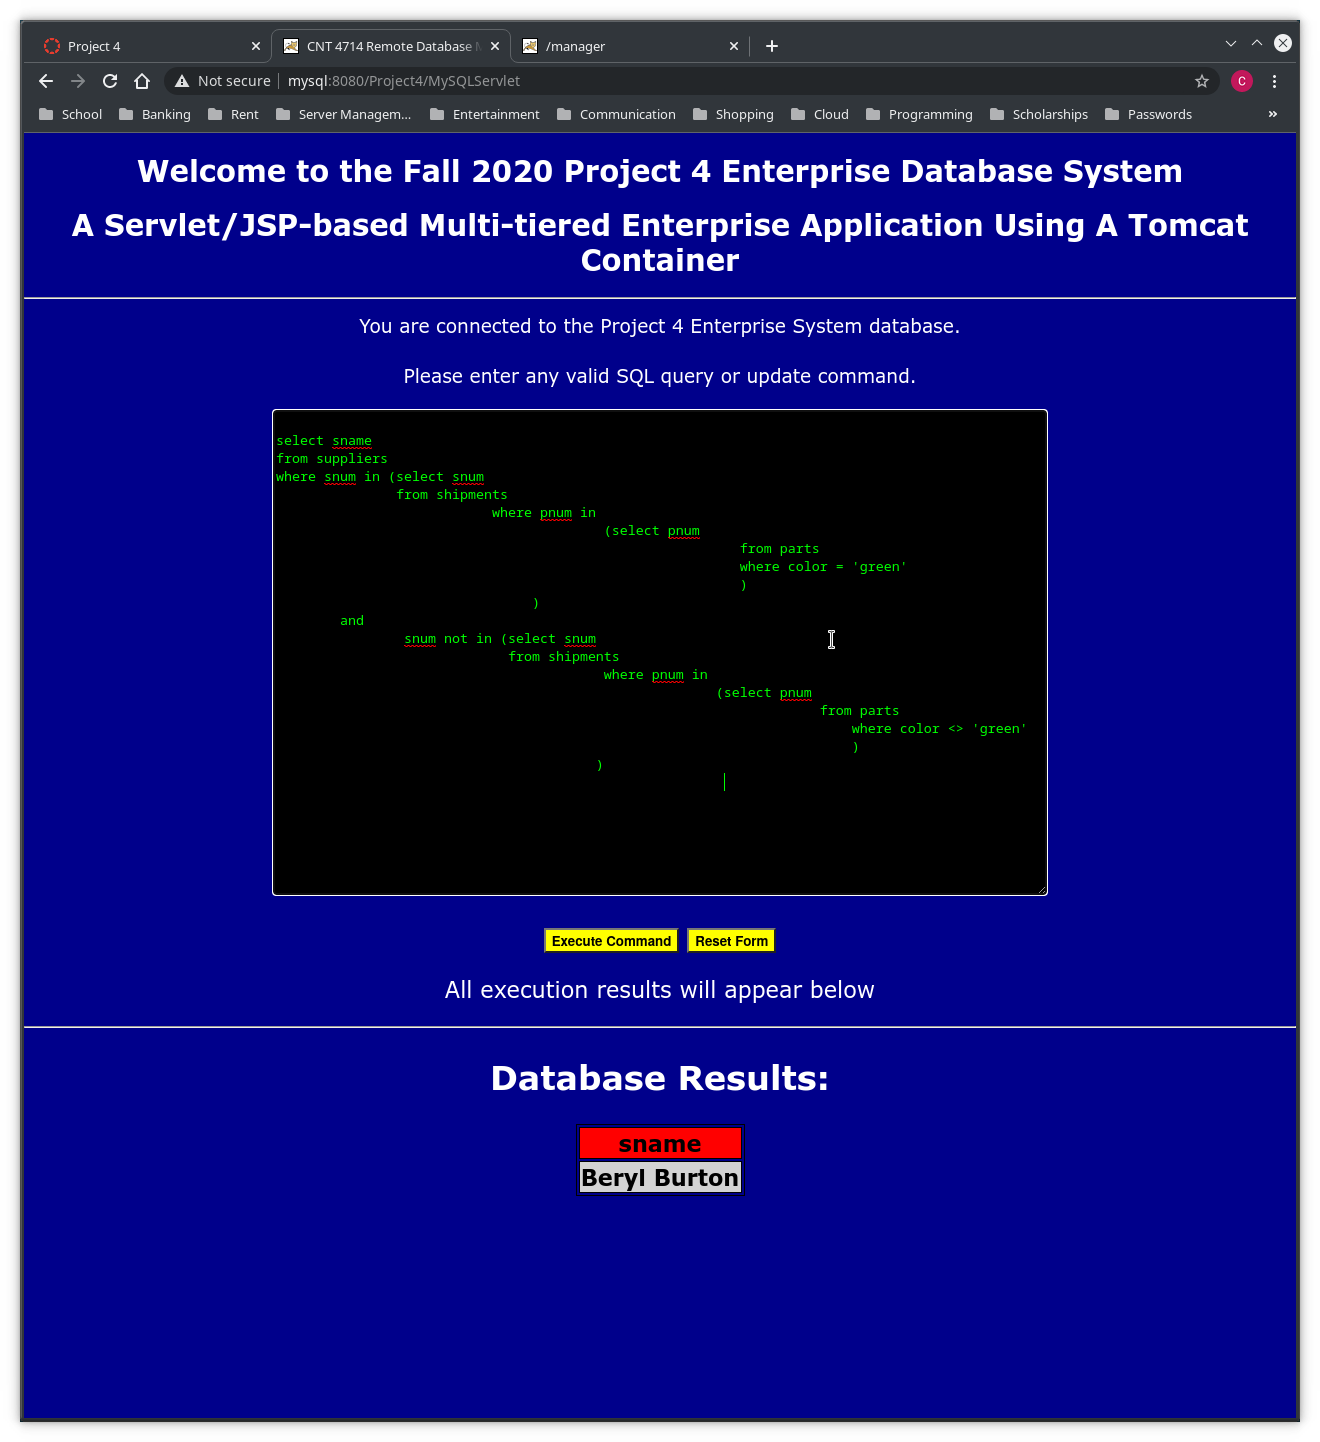 Project 4
CNT 4714 Remote Database
/manager
Not secure
mysql:8080/Project4/MySQLServlet
C
School
Banking
Rent
Server Managem...
Entertainment
Communication
Shopping
Cloud
Programming
Scholarships
Passwords
»
Welcome to the Fall 2020 Project 4 Enterprise Database System
A Servlet/JSP-based Multi-tiered Enterprise Application Using A Tomcat
Container
You are connected to the Project 4 Enterprise System database.
Please enter any valid SQL query or update command.
select sname
from suppliers
where snum in (select snum
from shipments
where pnum in
(select pnum
from parts
where color = 'green'
)
)
and
snum not in (select snum
from shipments
where pnum in
(select pnum
from parts
where color <> 'green'
)
)
Execute Command
Reset Form
All execution results will appear below
Database Results:
sname
Beryl Burton